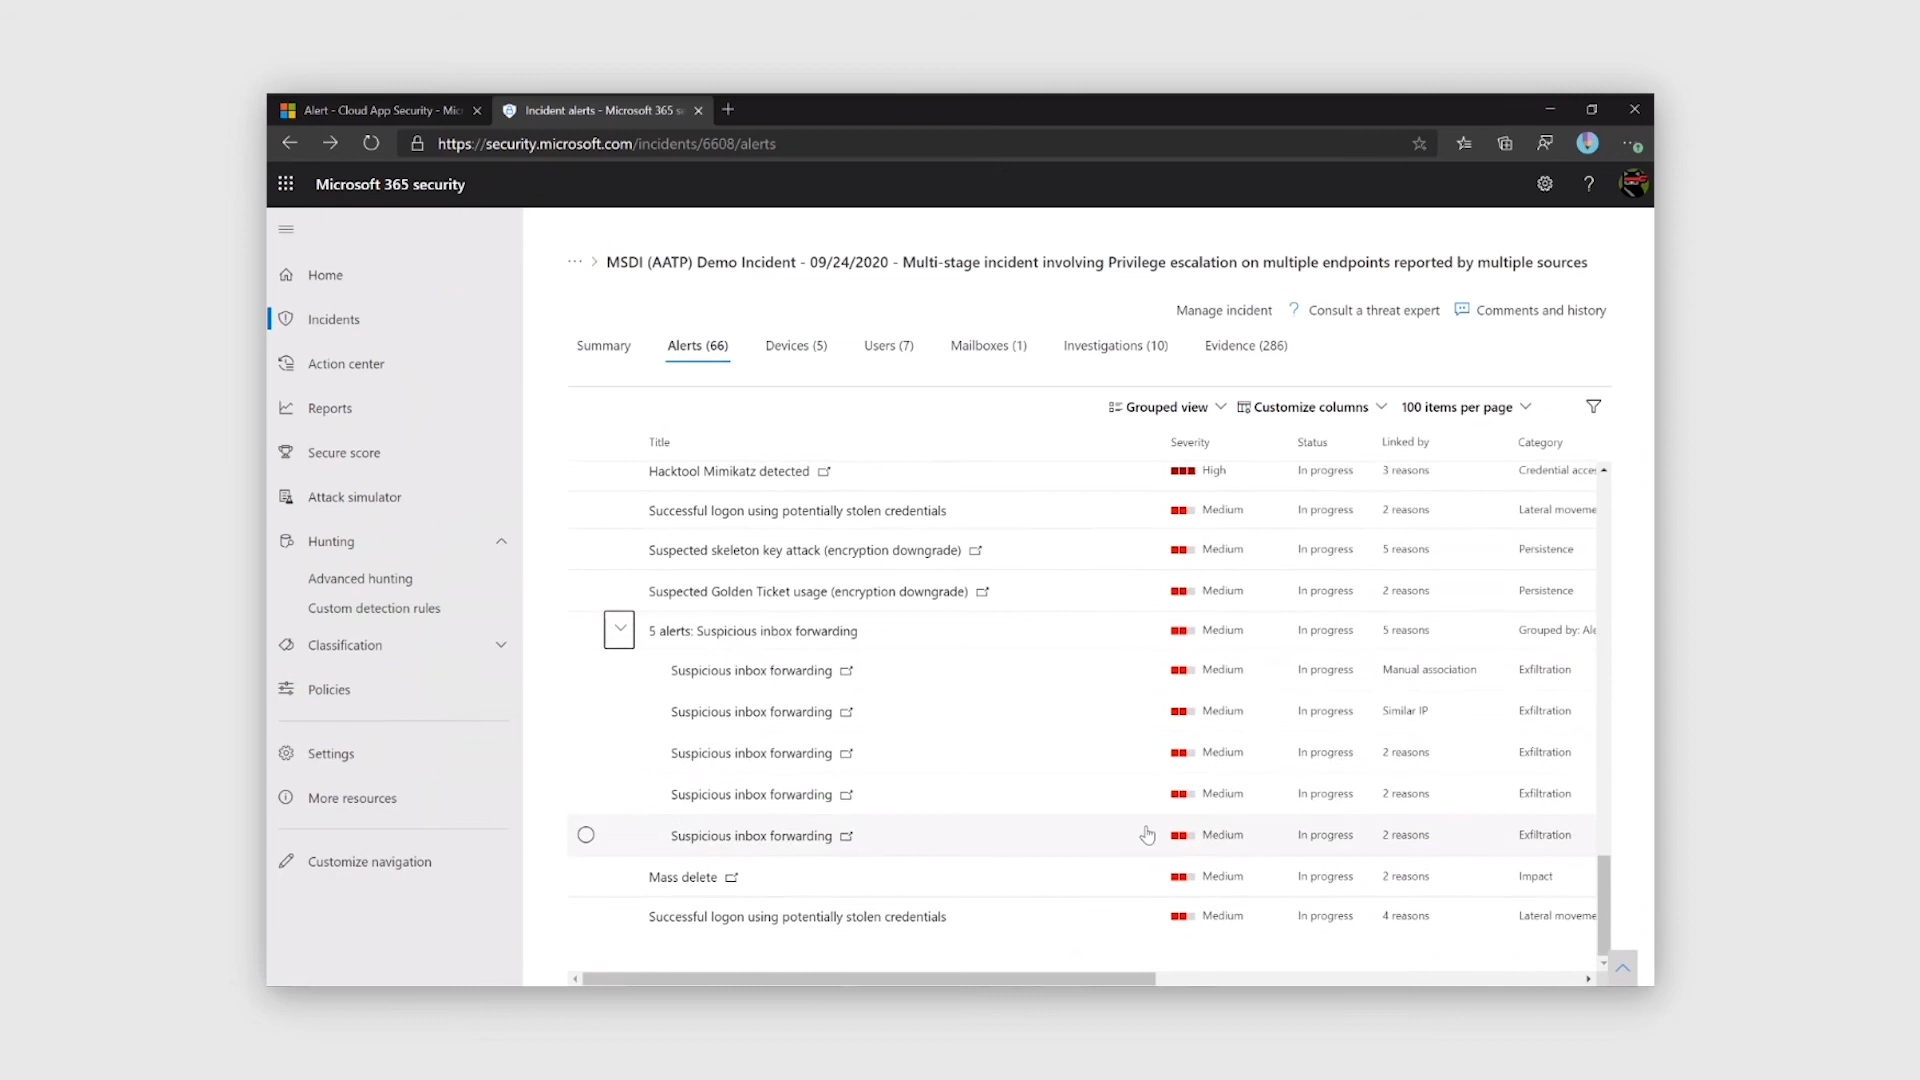 Alert - Cloud App Security - Mic
Incident alerts - Microsoft 365 se
https://security.microsoft.com/incidents/6608/alerts
Microsoft 365 security
?
Home
Incidents
Action center
Reports
Secure score
Attack simulator
Hunting
Advanced hunting
Custom detection rules
Classification
Policies
Settings
More resources
Customize navigation
··· > MSDI (AATP) Demo Incident - 09/24/2020 - Multi-stage incident involving Privilege escalation on multiple endpoints reported by multiple sources
Manage incident ? Consult a threat expert Comments and history
Summary Alerts (66) Devices (5) Users (7) Mailboxes (1) Investigations (10) Evidence (286)
Grouped view Customize columns 100 items per page
Title Severity Status Linked by Category
Hacktool Mimikatz detected High In progress 3 reasons Credential acces
Successful logon using potentially stolen credentials Medium In progress 2 reasons Lateral moveme
Suspected skeleton key attack (encryption downgrade) Medium In progress 5 reasons Persistence
Suspected Golden Ticket usage (encryption downgrade) Medium In progress 2 reasons Persistence
5 alerts: Suspicious inbox forwarding Medium In progress 5 reasons Grouped by: Ale
Suspicious inbox forwarding Medium In progress Manual association Exfiltration
Suspicious inbox forwarding Medium In progress Similar IP Exfiltration
Suspicious inbox forwarding Medium In progress 2 reasons Exfiltration
Suspicious inbox forwarding Medium In progress 2 reasons Exfiltration
Suspicious inbox forwarding Medium In progress 2 reasons Exfiltration
Mass delete Medium In progress 2 reasons Impact
Successful logon using potentially stolen credentials Medium In progress 4 reasons Lateral moveme